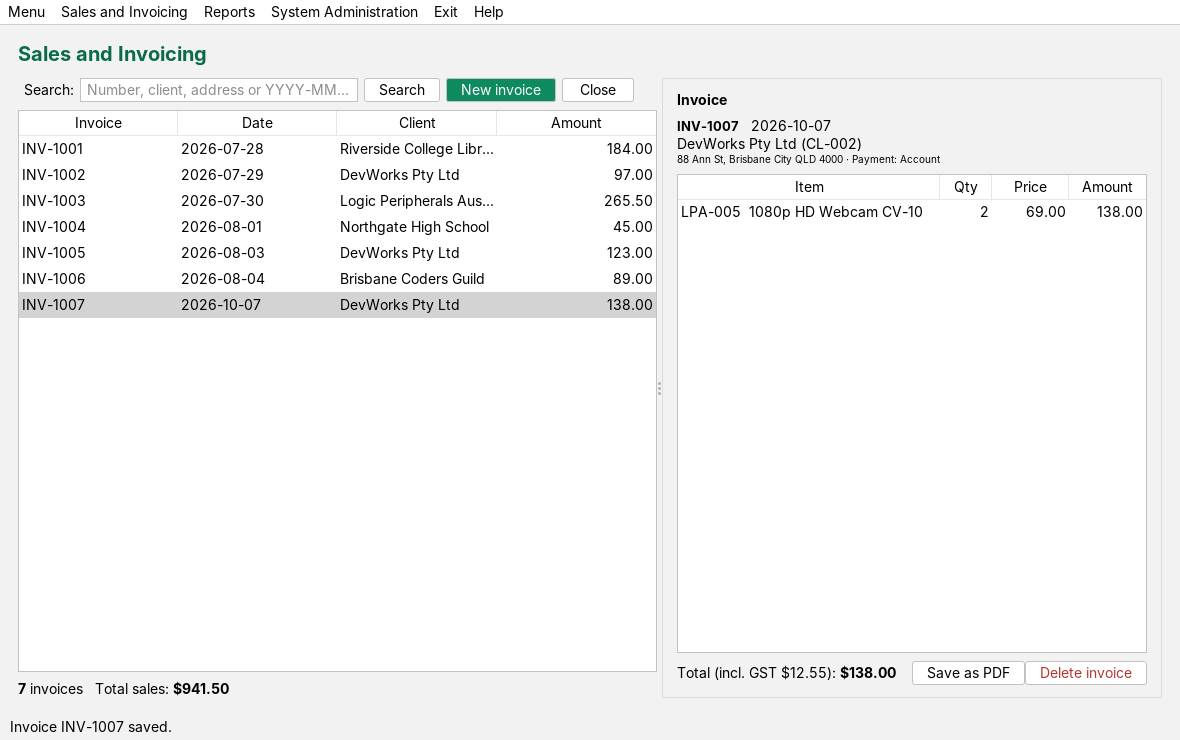 Menu Sales and Invoicing Reports System Administration Exit Help
Sales and Invoicing
Search: Number, client, address or YYYY-MM... Search New invoice Close
Invoice Date Client Amount
INV-1001 2026-07-28 Riverside College Libr... 184.00
INV-1002 2026-07-29 DevWorks Pty Ltd 97.00
INV-1003 2026-07-30 Logic Peripherals Aus... 265.50
INV-1004 2026-08-01 Northgate High School 45.00
INV-1005 2026-08-03 DevWorks Pty Ltd 123.00
INV-1006 2026-08-04 Brisbane Coders Guild 89.00
INV-1007 2026-10-07 DevWorks Pty Ltd 138.00
7 invoices Total sales: $941.50
Invoice
INV-1007 2026-10-07
DevWorks Pty Ltd (CL-002)
88 Ann St, Brisbane City QLD 4000 · Payment: Account
Item Qty Price Amount
LPA-005 1080p HD Webcam CV-10 2 69.00 138.00
Total (incl. GST $12.55): $138.00 Save as PDF Delete invoice
Invoice INV-1007 saved.